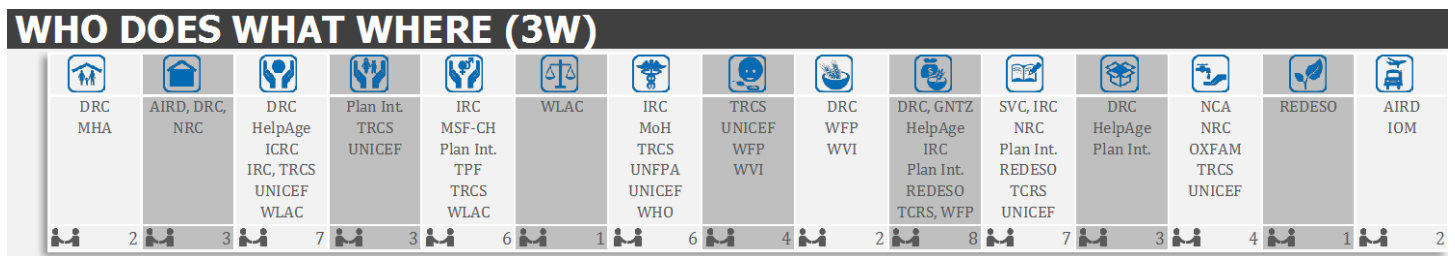 WHO DOES WHAT WHERE (3W)
DRC
MHA
2
AIRD, DRC,
NRC
3
DRC
HelpAge
ICRC
IRC, TRCS
UNICEF
WLAC
7
Plan Int.
TRCS
UNICEF
3
IRC
MSF-CH
Plan Int.
TPF
TRCS
WLAC
6
WLAC
1
IRC
MoH
TRCS
UNFPA
UNICEF
WHO
6
TRCS
UNICEF
WFP
WVI
4
DRC
WFP
WVI
2
DRC, GNTZ
HelpAge
IRC
Plan Int.
REDESO
TCRS, WFP
8
SVC, IRC
NRC
Plan Int.
REDESO
TCRS
UNICEF
7
DRC
HelpAge
Plan Int.
3
NCA
NRC
OXFAM
TRCS
UNICEF
4
REDESO
1
AIRD
IOM
2